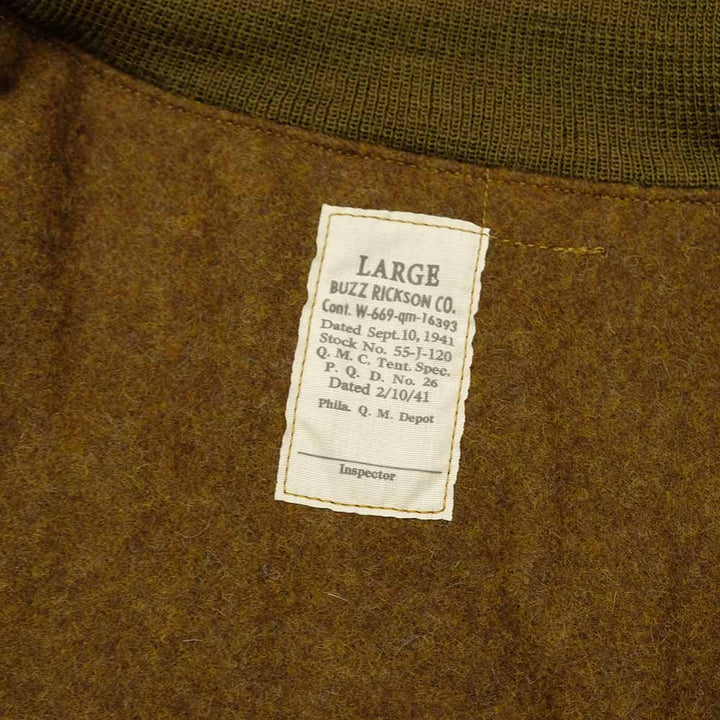 LARGE
BUZZ RICKSON CO.
Cont. W-669-qm-16393
Dated Sept. 10, 1941
Stock No. 55-J-120
Q. M. C. Tent. Spec.
P. Q. D. No. 26
Dated 2/10/41
Phila. Q. M. Depot
Inspector